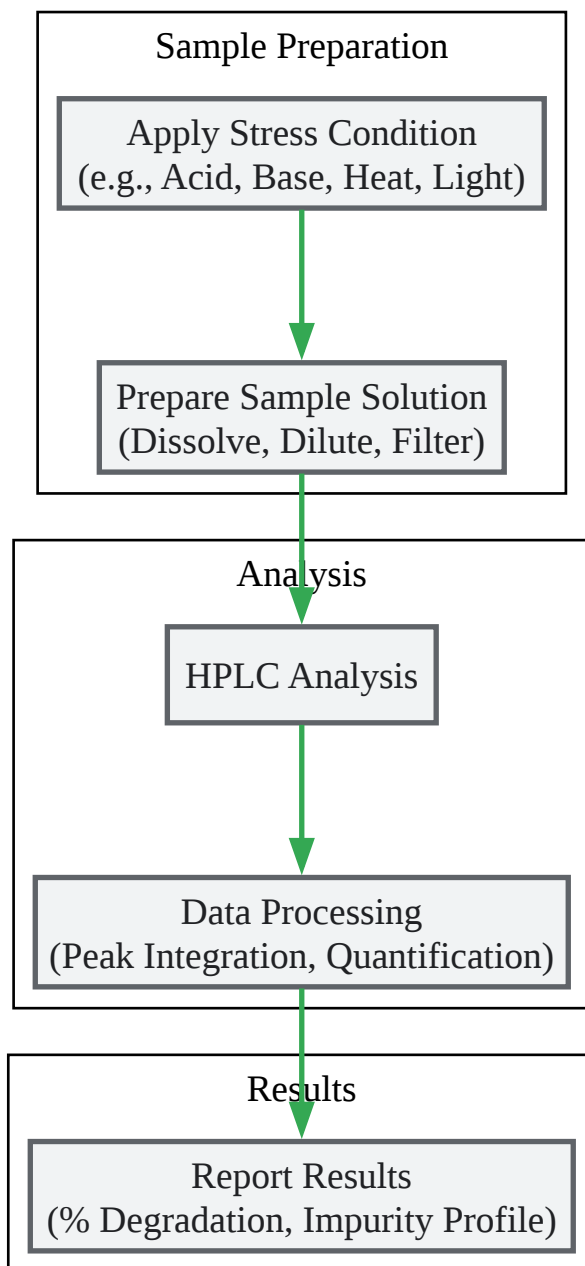 Sample Preparation
Apply Stress Condition
(e.g., Acid, Base, Heat, Light)
Prepare Sample Solution
(Dissolve, Dilute, Filter)
Analysis
HPLC Analysis
Data Processing
(Peak Integration, Quantification)
Results
Report Results
(% Degradation, Impurity Profile)